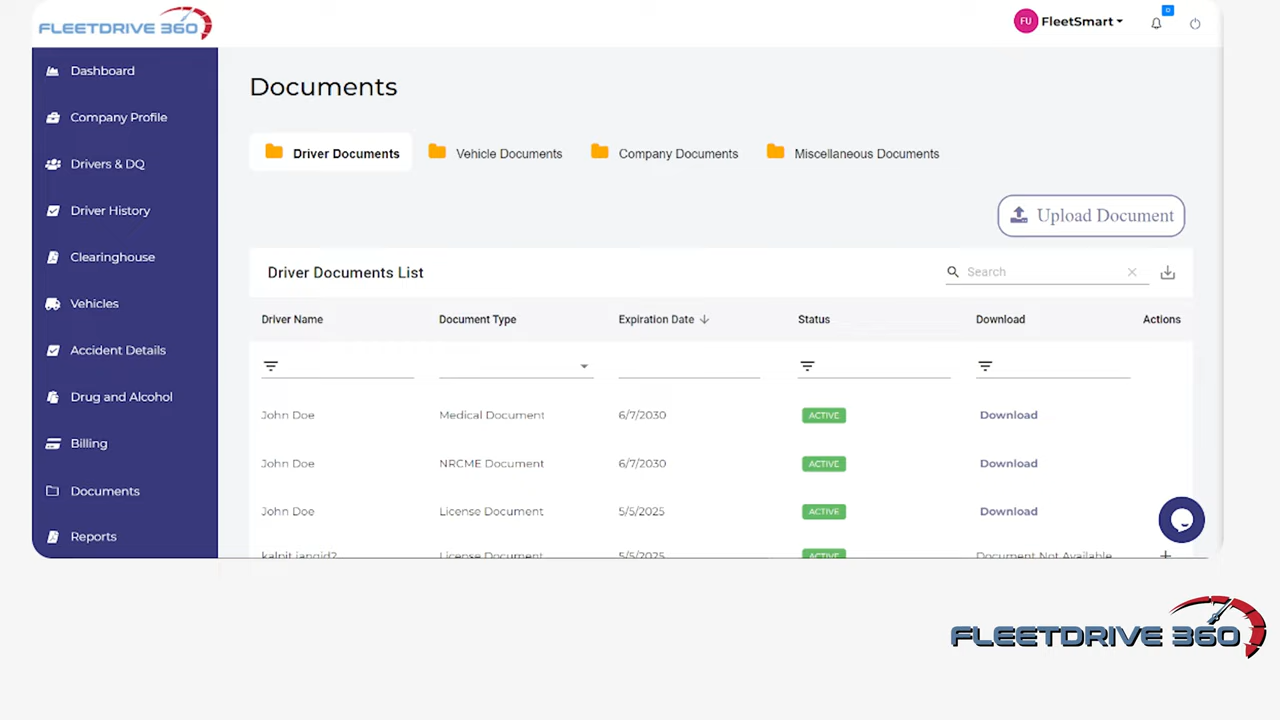 FLEETDRIVE 360
FU FleetSmart
0
Dashboard
Company Profile
Drivers & DQ
Driver History
Clearinghouse
Vehicles
Accident Details
Drug and Alcohol
Billing
Documents
Reports
Documents
Driver Documents Vehicle Documents Company Documents Miscellaneous Documents
Upload Document
Driver Documents List Search
Driver Name Document Type Expiration Date Status Download Actions
John Doe Medical Document 6/7/2030 ACTIVE Download
John Doe NRCME Document 6/7/2030 ACTIVE Download
John Doe License Document 5/5/2025 ACTIVE Download
kalpit jangid2 License Document 5/5/2025 ACTIVE Document Not Available
FLEETDRIVE 360